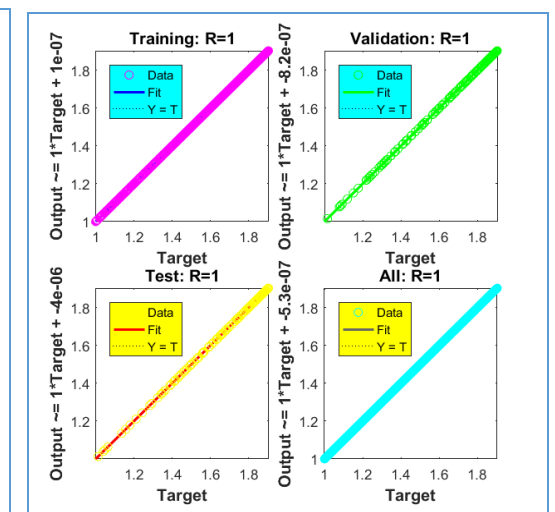 Training: R=1
Output ~= 1*Target + 1e-07
1.8
1.6
1.4
1.2
1
Data
Fit
Y = T
1 1.2 1.4 1.6 1.8
Target
Validation: R=1
Output ~= 1*Target + -8.2e-07
1.8
1.6
1.4
1.2
Data
Fit
Y = T
1.2 1.4 1.6 1.8
Target
Test: R=1
Output ~= 1*Target + -4e-06
1.8
1.6
1.4
1.2
Data
Fit
Y = T
1.2 1.4 1.6 1.8
Target
All: R=1
Output ~= 1*Target + -5.3e-07
1.8
1.6
1.4
1.2
1
Data
Fit
Y = T
1 1.2 1.4 1.6 1.8
Target